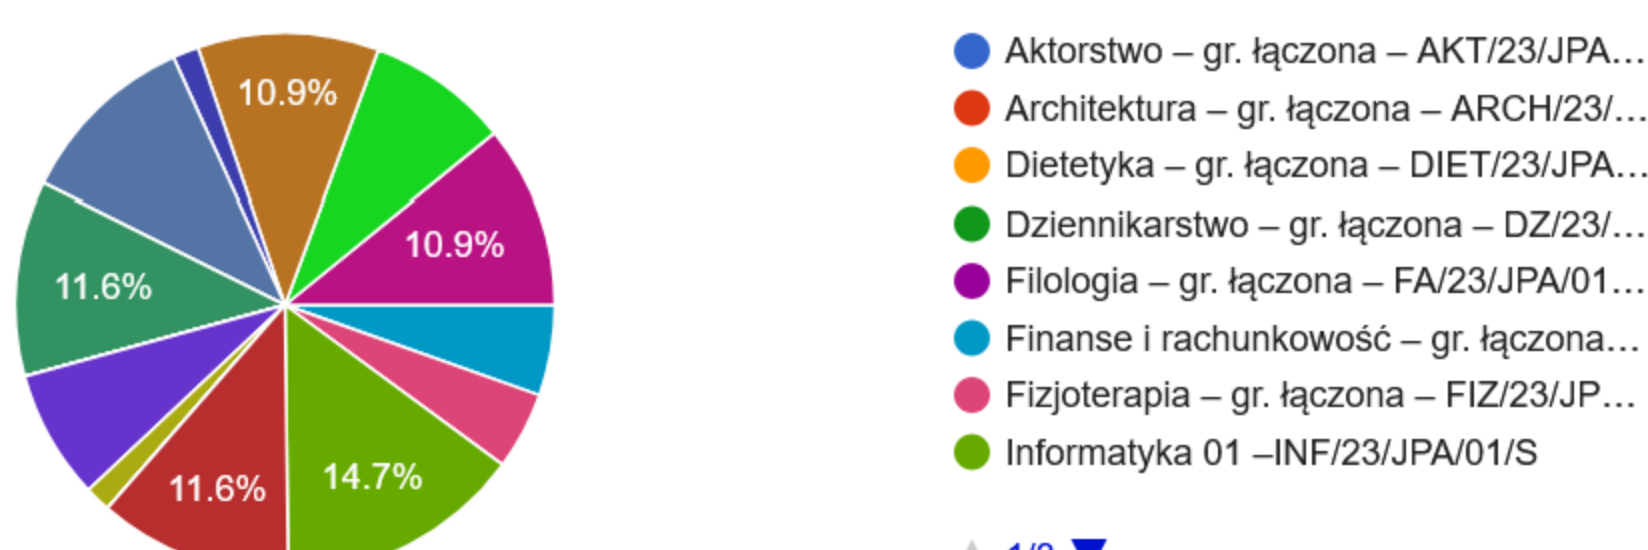 10.9%
10.9%
11.6%
11.6%
14.7%
Aktorstwo – gr. łączona – AKT/23/JPA...
Architektura – gr. łączona – ARCH/23/...
Dietetyka – gr. łączona – DIET/23/JPA...
Dziennikarstwo – gr. łączona – DZ/23/...
Filologia – gr. łączona – FA/23/JPA/01...
Finanse i rachunkowość – gr. łączona...
Fizjoterapia – gr. łączona – FIZ/23/JP...
Informatyka 01 –INF/23/JPA/01/S